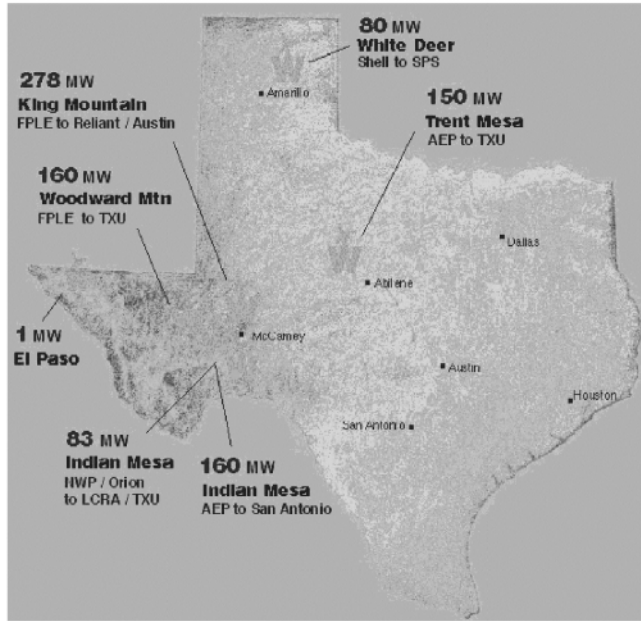 80 MW
White Deer
Shell to SPS
278 MW
King Mountain
FPLE to Reliant / Austin
Amarillo
150 MW
Trent Mesa
AEP to TXU
160 MW
Woodward Mtn
FPLE to TXU
Dallas
Abilene
1 MW
El Paso
McCamey
Austin
Houston
San Antonio
83 MW
Indian Mesa
NWP / Orion
to LCRA / TXU
160 MW
Indian Mesa
AEP to San Antonio